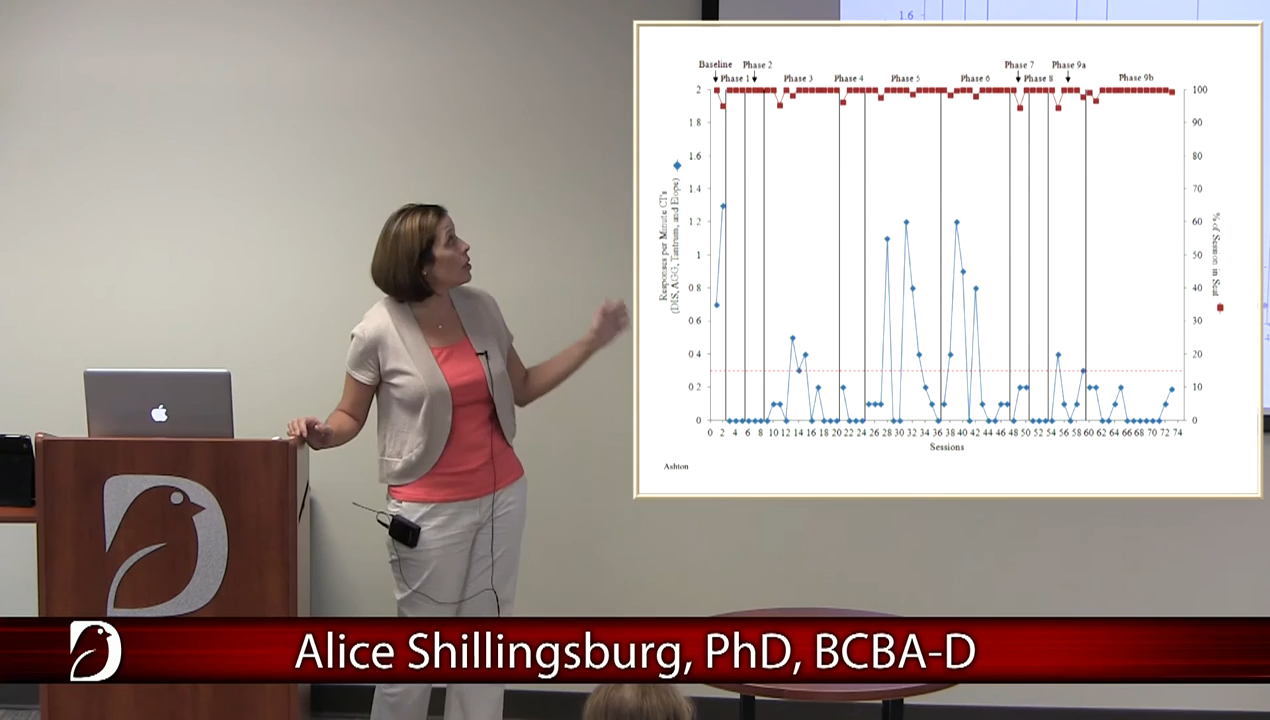 1.6
Baseline Phase 2 Phase 7 Phase 9a
Phase 1 Phase 3 Phase 4 Phase 5 Phase 6 Phase 8 Phase 9b
2 100
1.8 90
1.6 80
1.4 70
1.2 60
1 50
0.8 40
0.6 30
0.4 20
0.2 10
0 0
Responses per Minute CT's
(DIS, AGG, Tantrum, and Elope)
% of Session in Seat
0 2 4 6 8 10 12 14 16 18 20 22 24 26 28 30 32 34 36 38 40 42 44 46 48 50 52 54 56 58 60 62 64 66 68 70 72 74
Sessions
Ashton
Alice Shillingsburg, PhD, BCBA-D